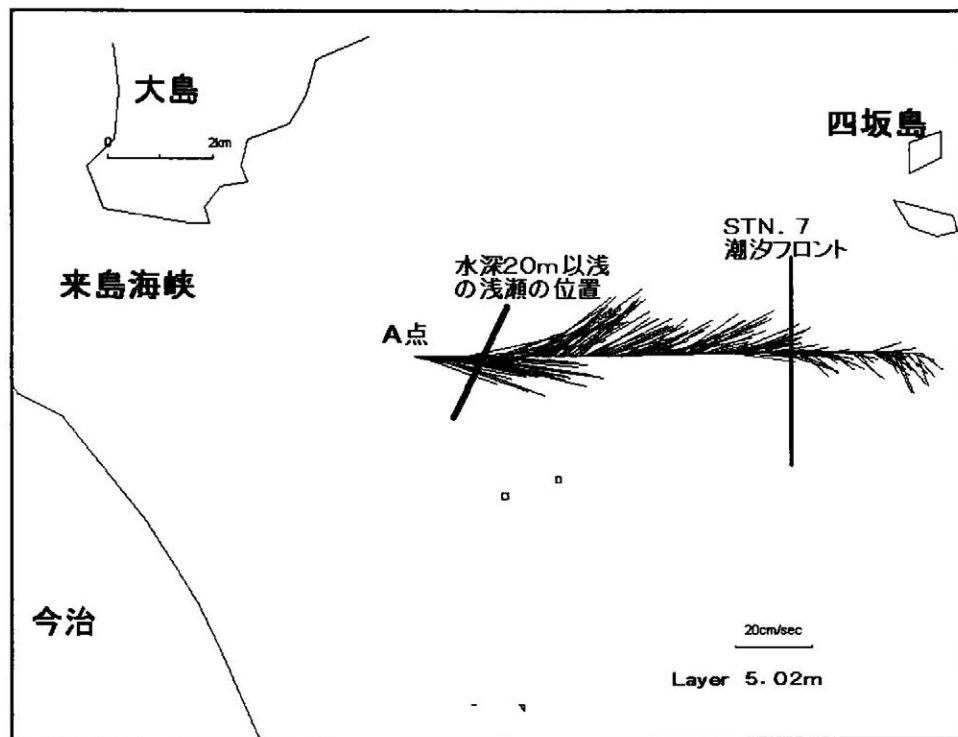 大島
0 2km
四坂島
STN. 7
潮汐フロント
水深20m以浅
の浅瀬の位置
来島海峡
A点
今治
20cm/sec
Layer 5.02m